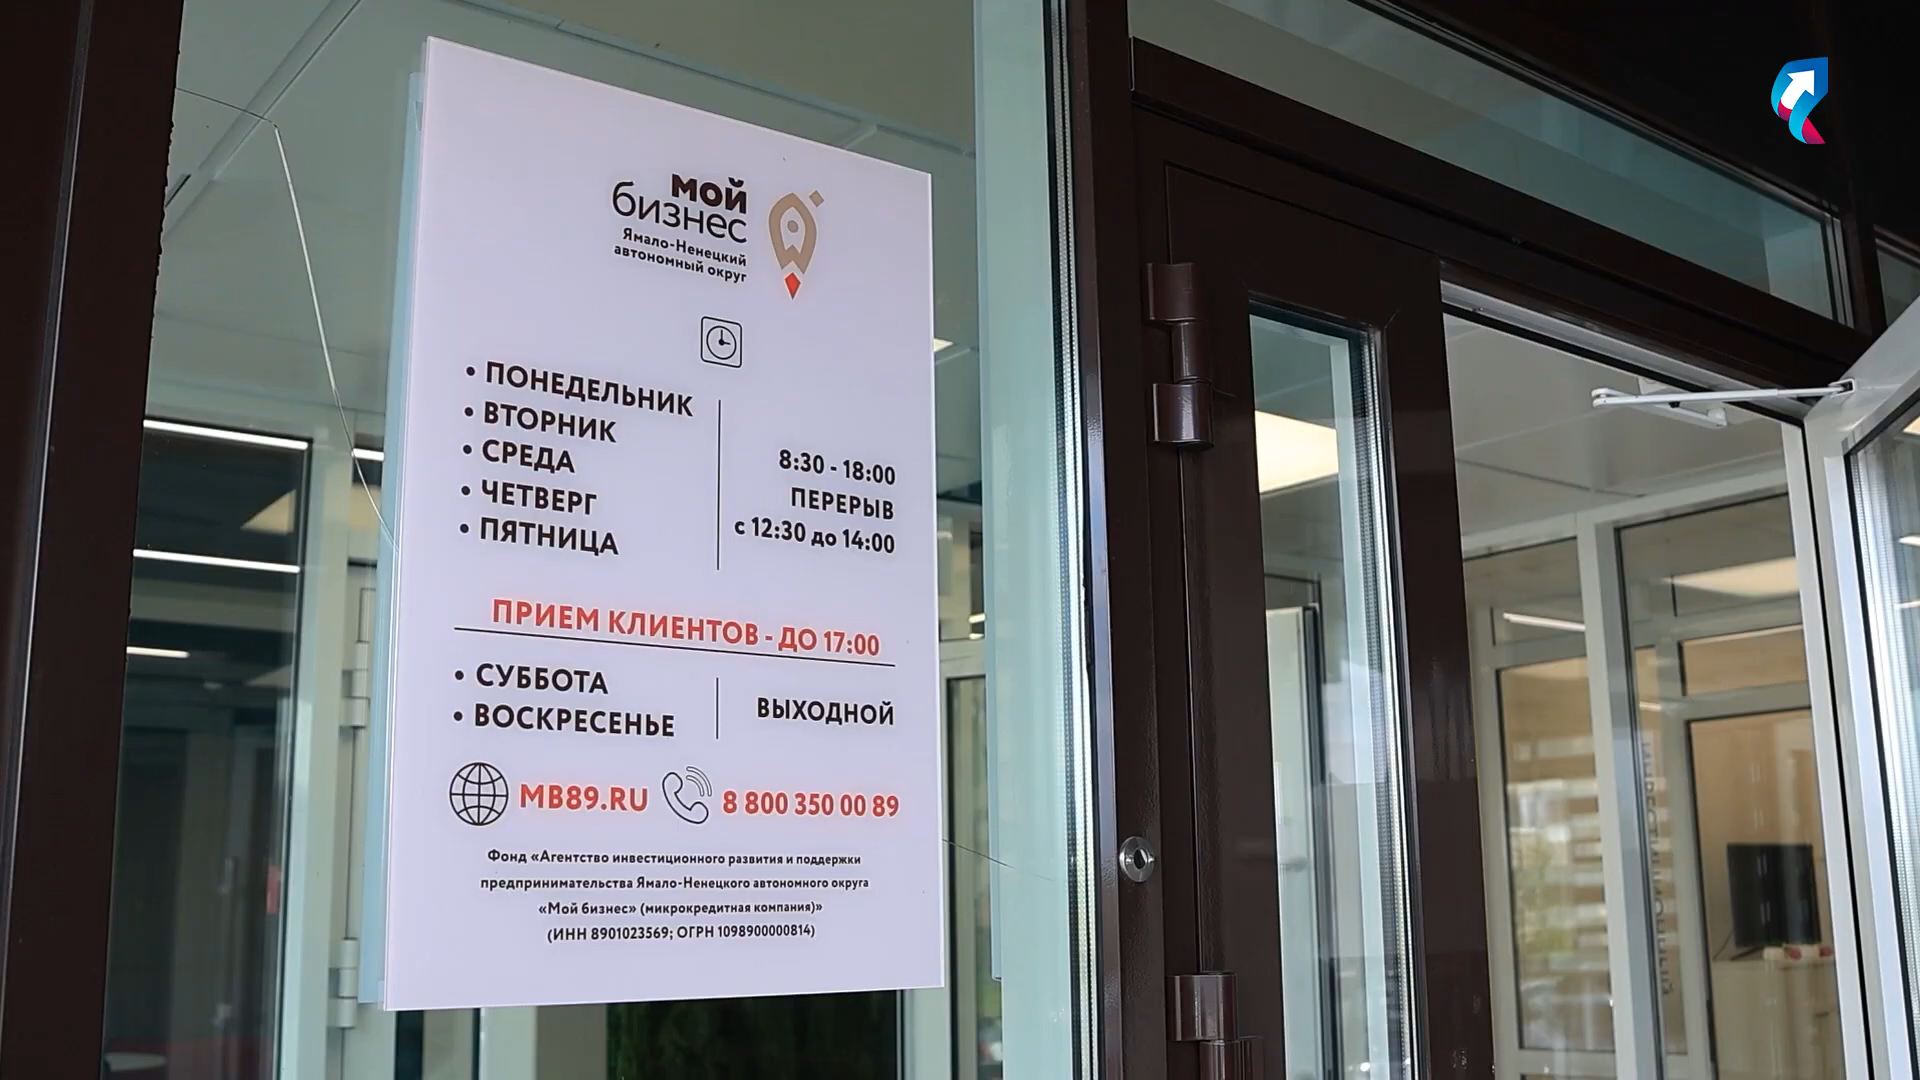 мой
бизнес
Ямало-Ненецкий
автономный округ
• ПОНЕДЕЛЬНИК
• ВТОРНИК
• СРЕДА
• ЧЕТВЕРГ
• ПЯТНИЦА
8:30 - 18:00
ПЕРЕРЫВ
с 12:30 до 14:00
ПРИЕМ КЛИЕНТОВ - ДО 17:00
• СУББОТА
• ВОСКРЕСЕНЬЕ
ВЫХОДНОЙ
MB89.RU
8 800 350 00 89
Фонд «Агентство инвестиционного развития и поддержки
предпринимательства Ямало-Ненецкого автономного округа
«Мой бизнес» (микрокредитная компания)»
(ИНН 8901023569; ОГРН 1098900000814)